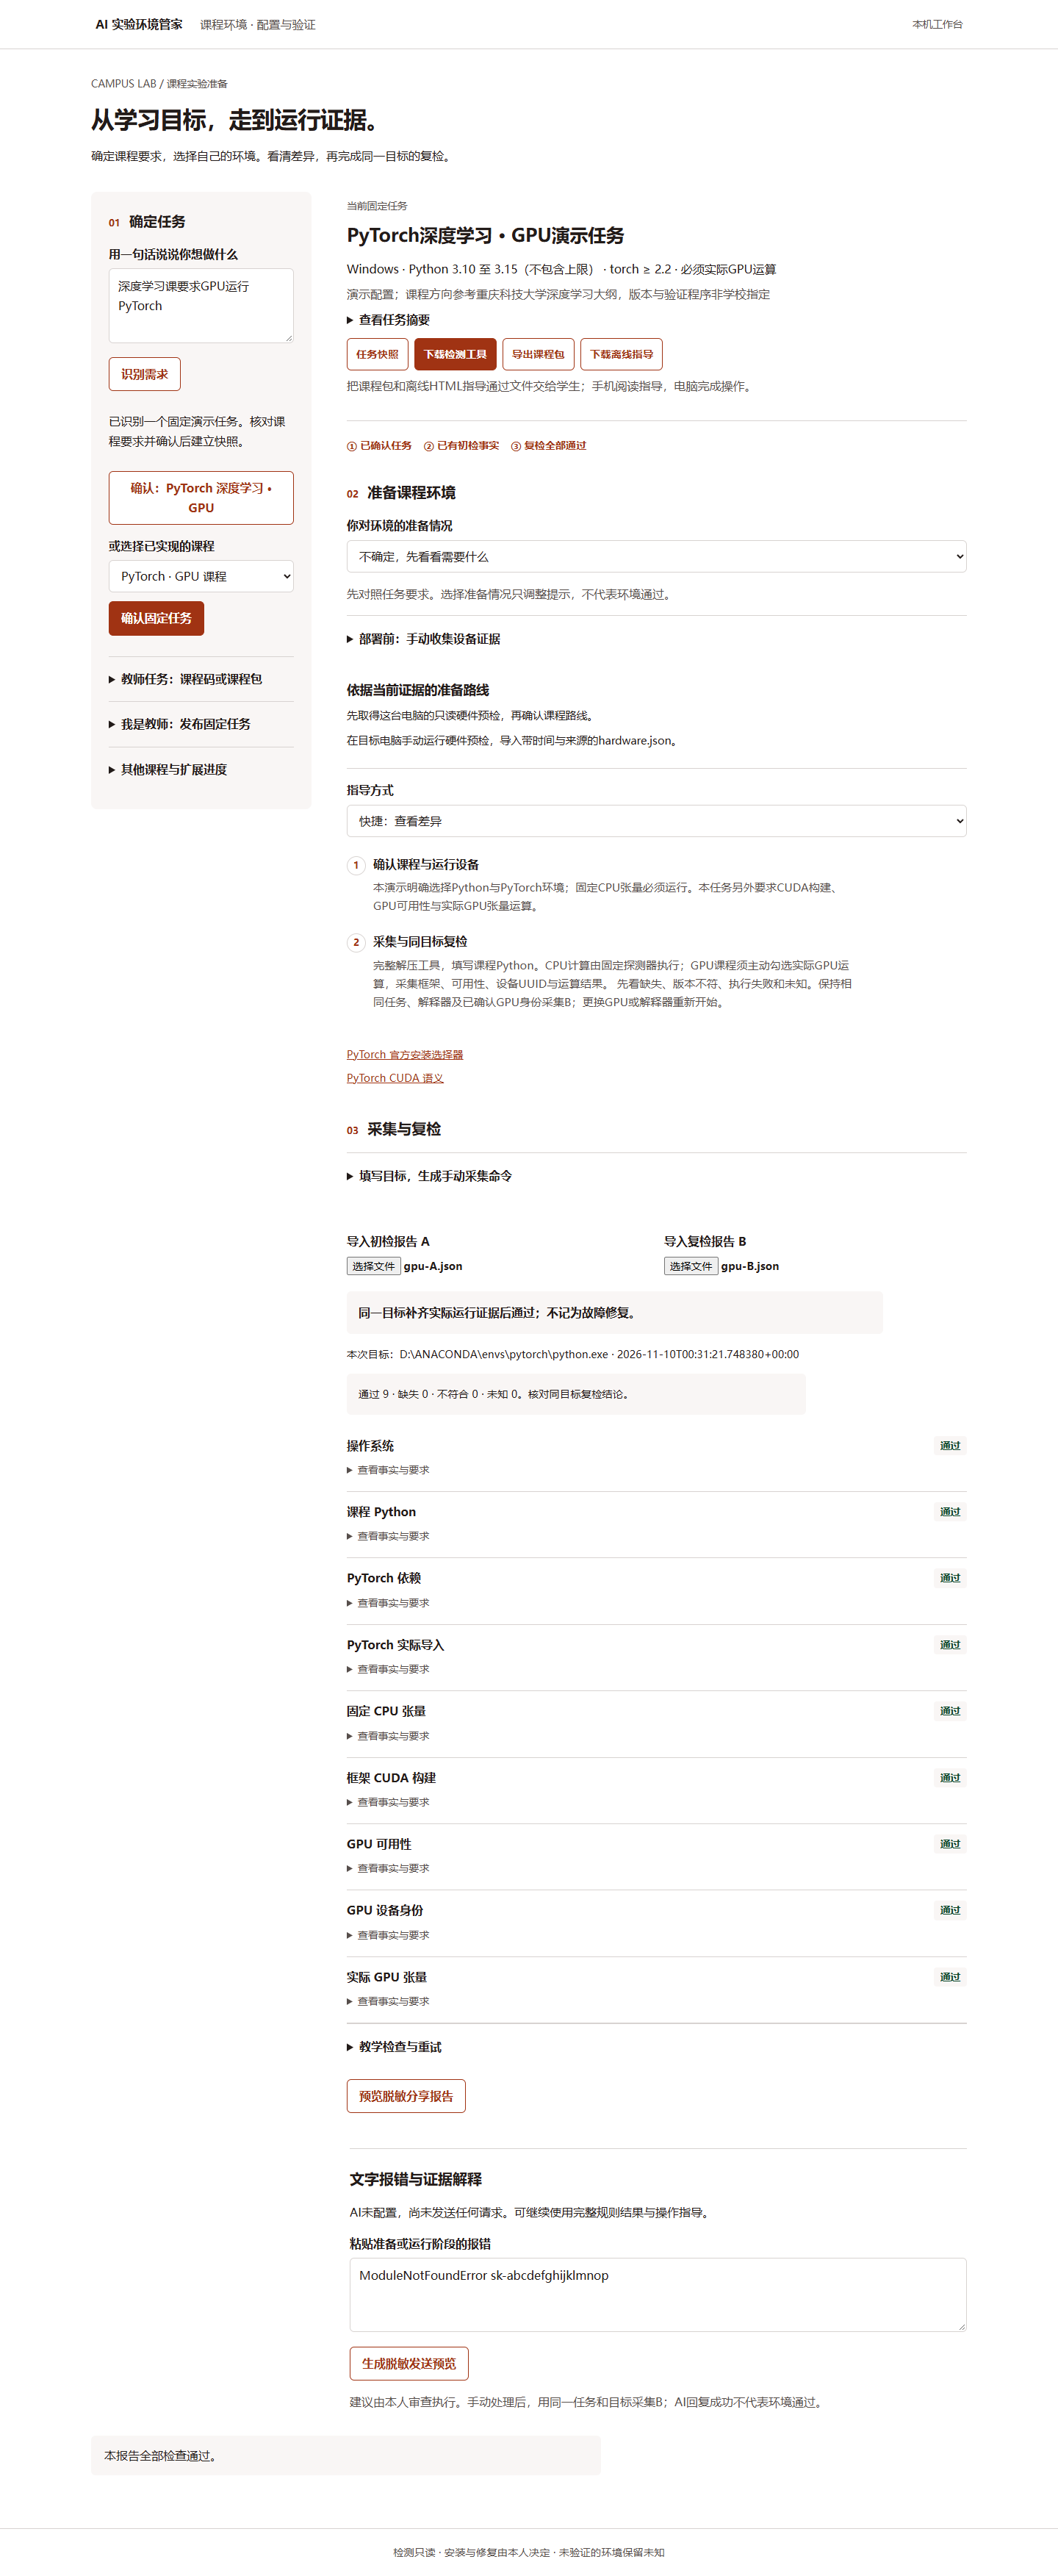 AI 实验环境管家
课程环境 · 配置与验证
本机工作台
CAMPUS LAB / 课程实验准备
从学习目标，走到运行证据。
确定课程要求，选择自己的环境。看清差异，再完成同一目标的复检。
01 确定任务
用一句话说说你想做什么
深度学习课要求GPU运行
PyTorch
识别需求
已识别一个固定演示任务。核对课
程要求并确认后建立快照。
确认：PyTorch 深度学习 ·
GPU
或选择已实现的课程
PyTorch · GPU 课程
确认固定任务
教师任务：课程码或课程包
我是教师：发布固定任务
其他课程与扩展进度
当前固定任务
PyTorch深度学习 · GPU演示任务
Windows · Python 3.10 至 3.15（不包含上限） · torch ≥ 2.2 · 必须实际GPU运算
演示配置；课程方向参考重庆科技大学深度学习大纲，版本与验证程序非学校指定
查看任务摘要
任务快照
下载检测工具
导出课程包
下载离线指导
把课程包和离线HTML指导通过文件交给学生；手机阅读指导，电脑完成操作。
① 已确认任务 ② 已有初检事实 ③ 复检全部通过
02 准备课程环境
你对环境的准备情况
不确定，先看看需要什么
先对照任务要求。选择准备情况只调整提示，不代表环境通过。
部署前：手动收集设备证据
依据当前证据的准备路线
先取得这台电脑的只读硬件预检，再确认课程路线。
在目标电脑手动运行硬件预检，导入带时间与来源的hardware.json。
指导方式
快捷：查看差异
1 确认课程与运行设备
本演示明确选择Python与PyTorch环境；固定CPU张量必须运行。本任务另外要求CUDA构建、
GPU可用性与实际GPU张量运算。
2 采集与同目标复检
完整解压工具，填写课程Python。CPU计算由固定探测器执行；GPU课程须主动勾选实际GPU运
算，采集框架、可用性、设备UUID与运算结果。 先看缺失、版本不符、执行失败和未知。保持相
同任务、解释器及已确认GPU身份采集B；更换GPU或解释器重新开始。
PyTorch 官方安装选择器
PyTorch CUDA 语义
03 采集与复检
填写目标，生成手动采集命令
导入初检报告 A
选择文件 gpu-A.json
导入复检报告 B
选择文件 gpu-B.json
同一目标补齐实际运行证据后通过；不记为故障修复。
本次目标：D:\ANACONDA\envs\pytorch\python.exe · 2026-11-10T00:31:21.748380+00:00
通过 9 · 缺失 0 · 不符合 0 · 未知 0。核对同目标复检结论。
操作系统
通过
查看事实与要求
课程 Python
通过
查看事实与要求
PyTorch 依赖
通过
查看事实与要求
PyTorch 实际导入
通过
查看事实与要求
固定 CPU 张量
通过
查看事实与要求
框架 CUDA 构建
通过
查看事实与要求
GPU 可用性
通过
查看事实与要求
GPU 设备身份
通过
查看事实与要求
实际 GPU 张量
通过
查看事实与要求
教学检查与重试
预览脱敏分享报告
文字报错与证据解释
AI未配置，尚未发送任何请求。可继续使用完整规则结果与操作指导。
粘贴准备或运行阶段的报错
ModuleNotFoundError sk-abcdefghijklmnop
生成脱敏发送预览
建议由本人审查执行。手动处理后，用同一任务和目标采集B；AI回复成功不代表环境通过。
本报告全部检查通过。
检测只读 · 安装与修复由本人决定 · 未验证的环境保留未知